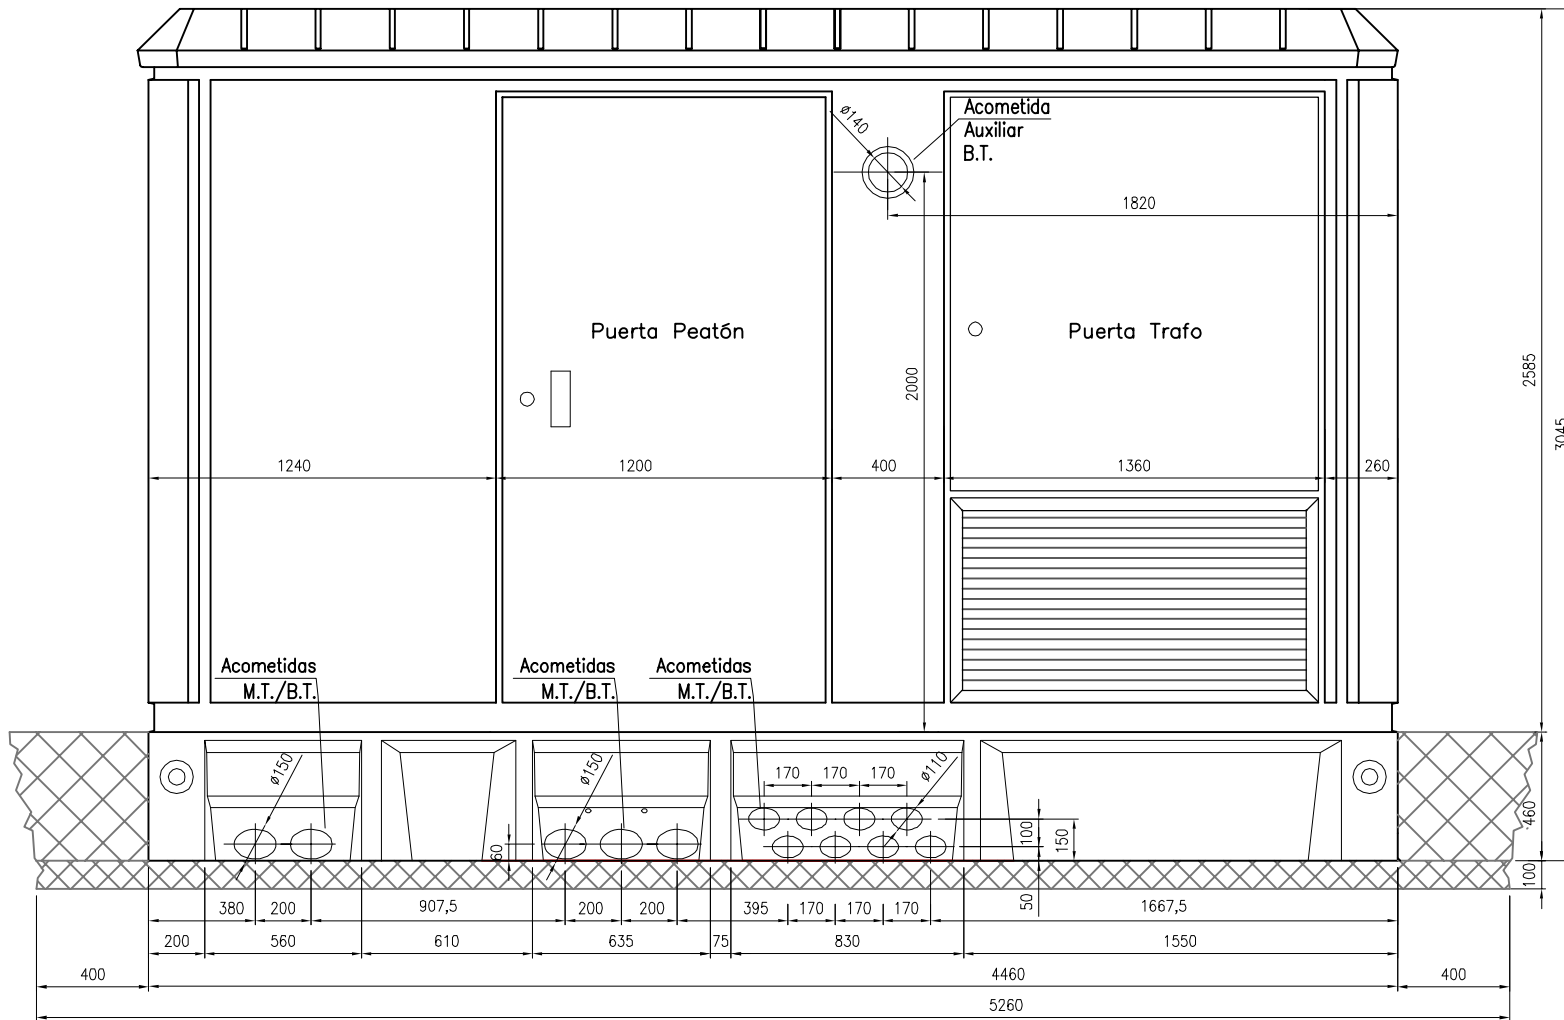 Acometida
Auxiliar
B.T.
ø140
1820
Puerta Peatón
Puerta Trafo
2000
2585
3045
1240
1200
400
1360
260
Acometidas
M.T./B.T.
Acometidas
M.T./B.T.
Acometidas
M.T./B.T.
ø150
ø150
170
170
170
ø110
60
100
150
460
100
50
380
200
907,5
200
200
395
170
170
170
1667,5
200
560
610
635
75
830
1550
400
4460
400
5260